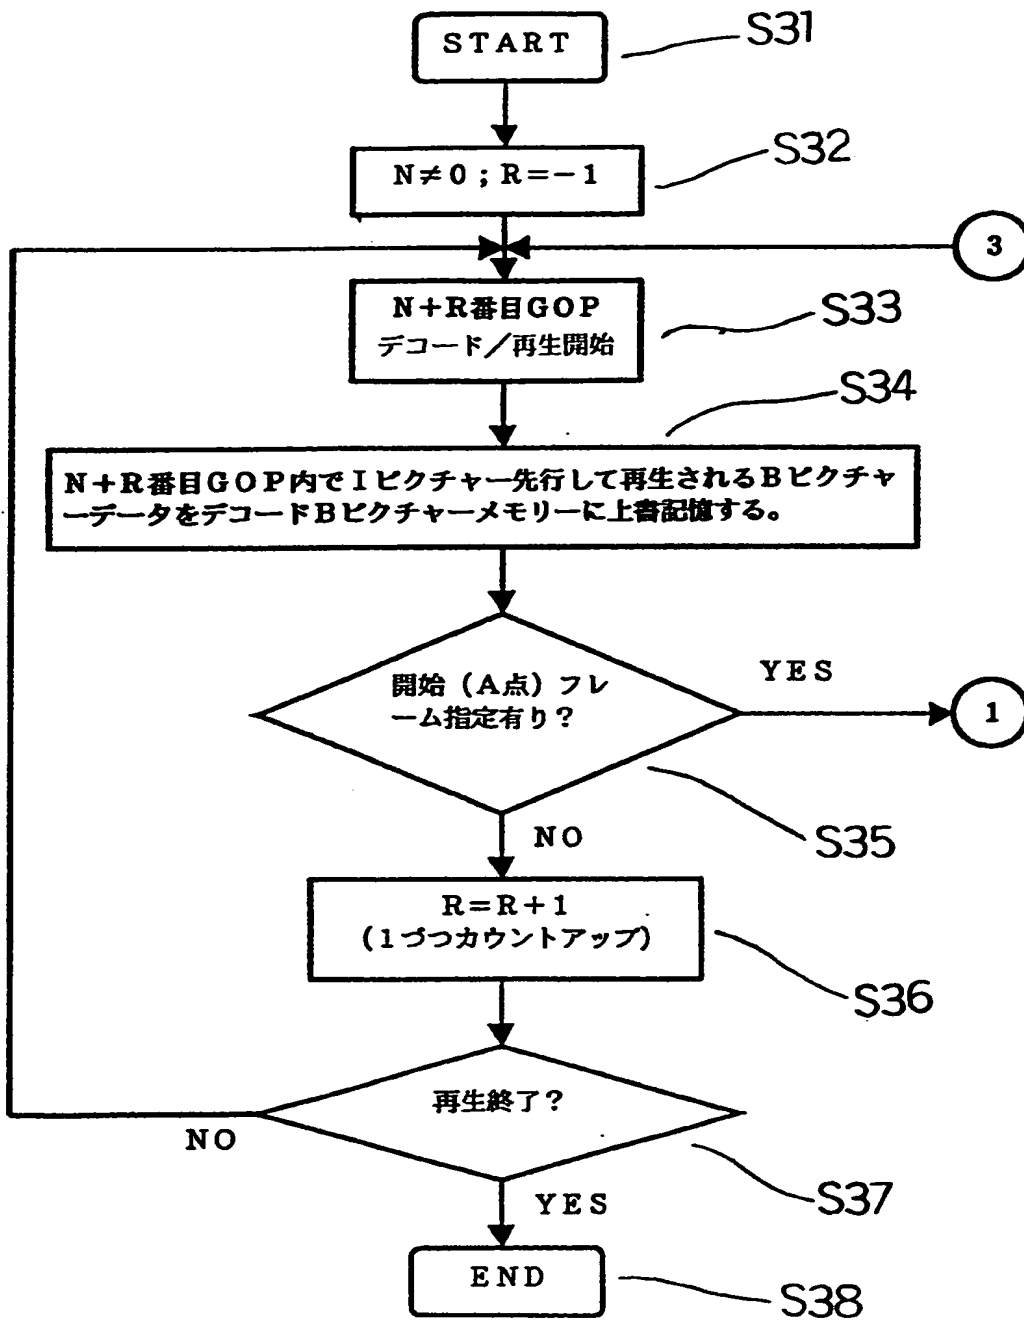 START
S31
N≠0;R=-1
S32
3
N+R番目GOP
デコード/再生開始
S33
S34
N+R番目GOP内でIピクチャー先行して再生されるBピクチャ
ーデータをデコードBピクチャーメモリーに上書記憶する。
開始(A点)フレ
ーム指定有り?
YES
1
S35
NO
R=R+1
(1づつカウントアップ)
S36
再生終了?
NO
S37
YES
END
S38